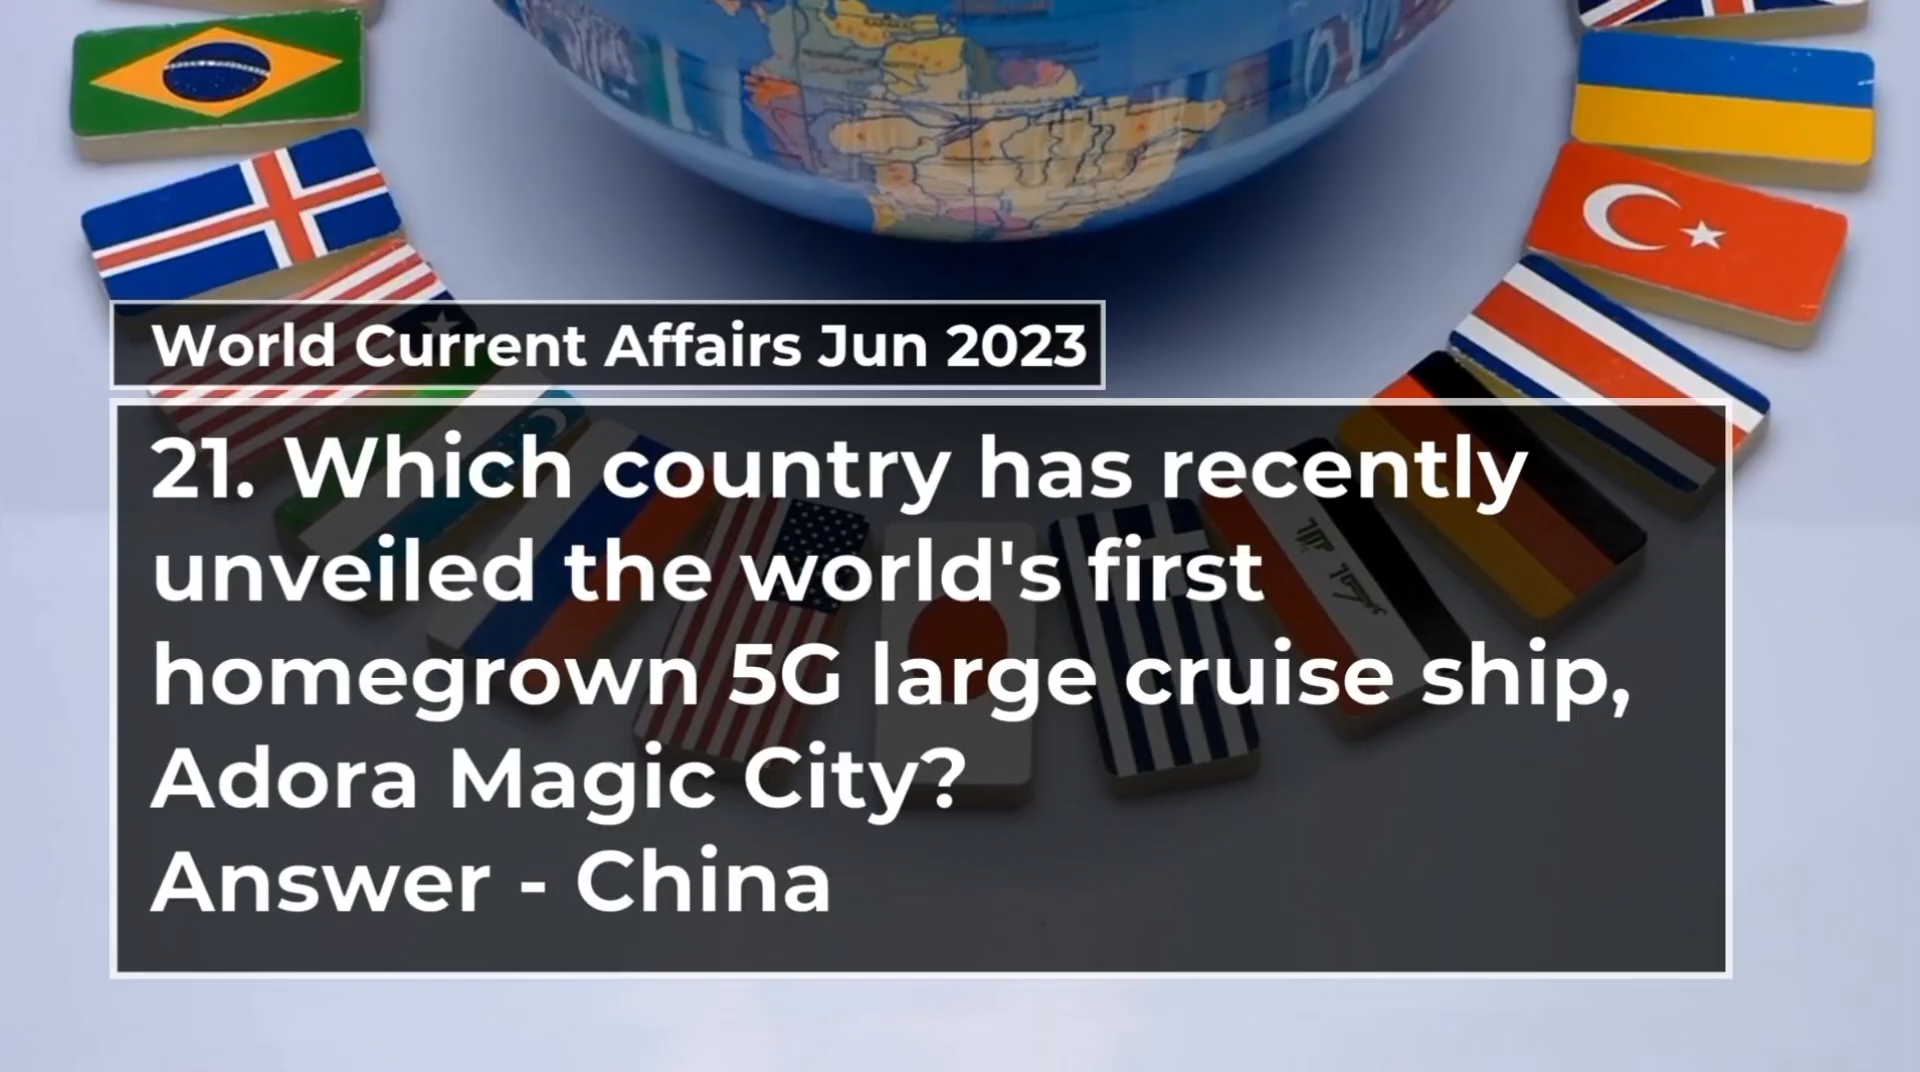 World Current Affairs Jun 2023
21. Which country has recently
unveiled the world's first
homegrown 5G large cruise ship,
Adora Magic City?
Answer - China